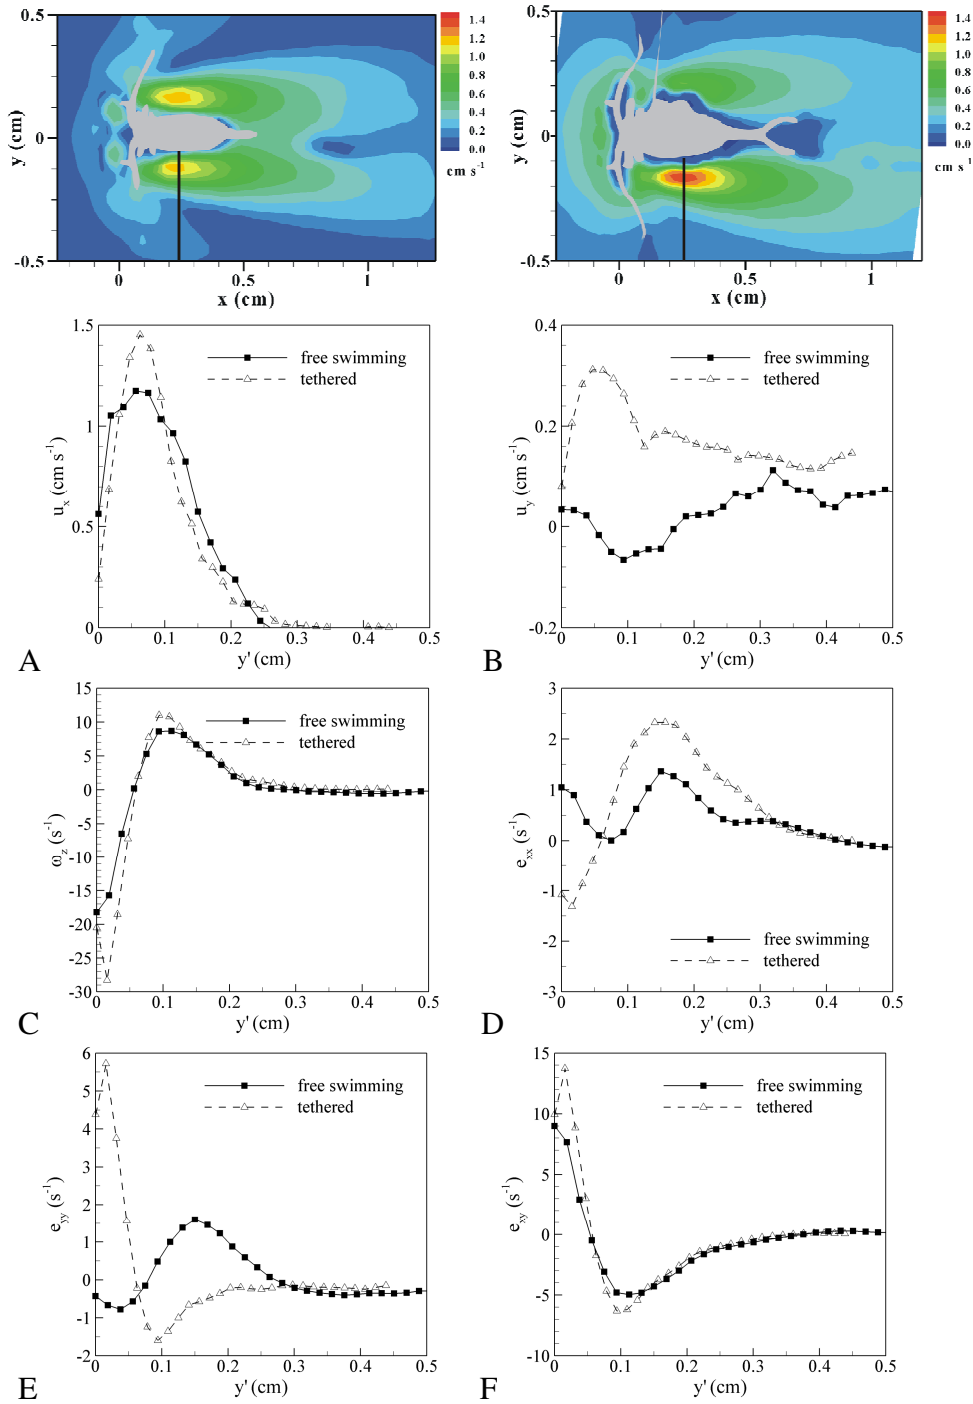 0.5
0
-0.5
y (cm)
0 0.5 1
x (cm)
1.4
1.2
1.0
0.8
0.6
0.4
0.2
0.0
cm s⁻¹
0.5
0
-0.5
y (cm)
0 0.5 1
x (cm)
1.4
1.2
1.0
0.8
0.6
0.4
0.2
0.0
cm s⁻¹
1.5
1
0.5
0
uₓ (cm s⁻¹)
free swimming
tethered
0 0.1 0.2 0.3 0.4 0.5
y' (cm)
A
0.4
0.2
0
-0.2
u_y (cm s⁻¹)
free swimming
tethered
0 0.1 0.2 0.3 0.4 0.5
y' (cm)
B
15
10
5
0
-5
-10
-15
-20
-25
-30
ω_z (s⁻¹)
free swimming
tethered
0 0.1 0.2 0.3 0.4 0.5
y' (cm)
C
3
2
1
0
-1
-2
-3
e_xx (s⁻¹)
free swimming
tethered
0 0.1 0.2 0.3 0.4 0.5
y' (cm)
D
6
5
4
3
2
1
0
-1
-2
e_yy (s⁻¹)
free swimming
tethered
0 0.1 0.2 0.3 0.4 0.5
y' (cm)
E
15
10
5
0
-5
-10
e_xy (s⁻¹)
free swimming
tethered
0 0.1 0.2 0.3 0.4 0.5
y' (cm)
F